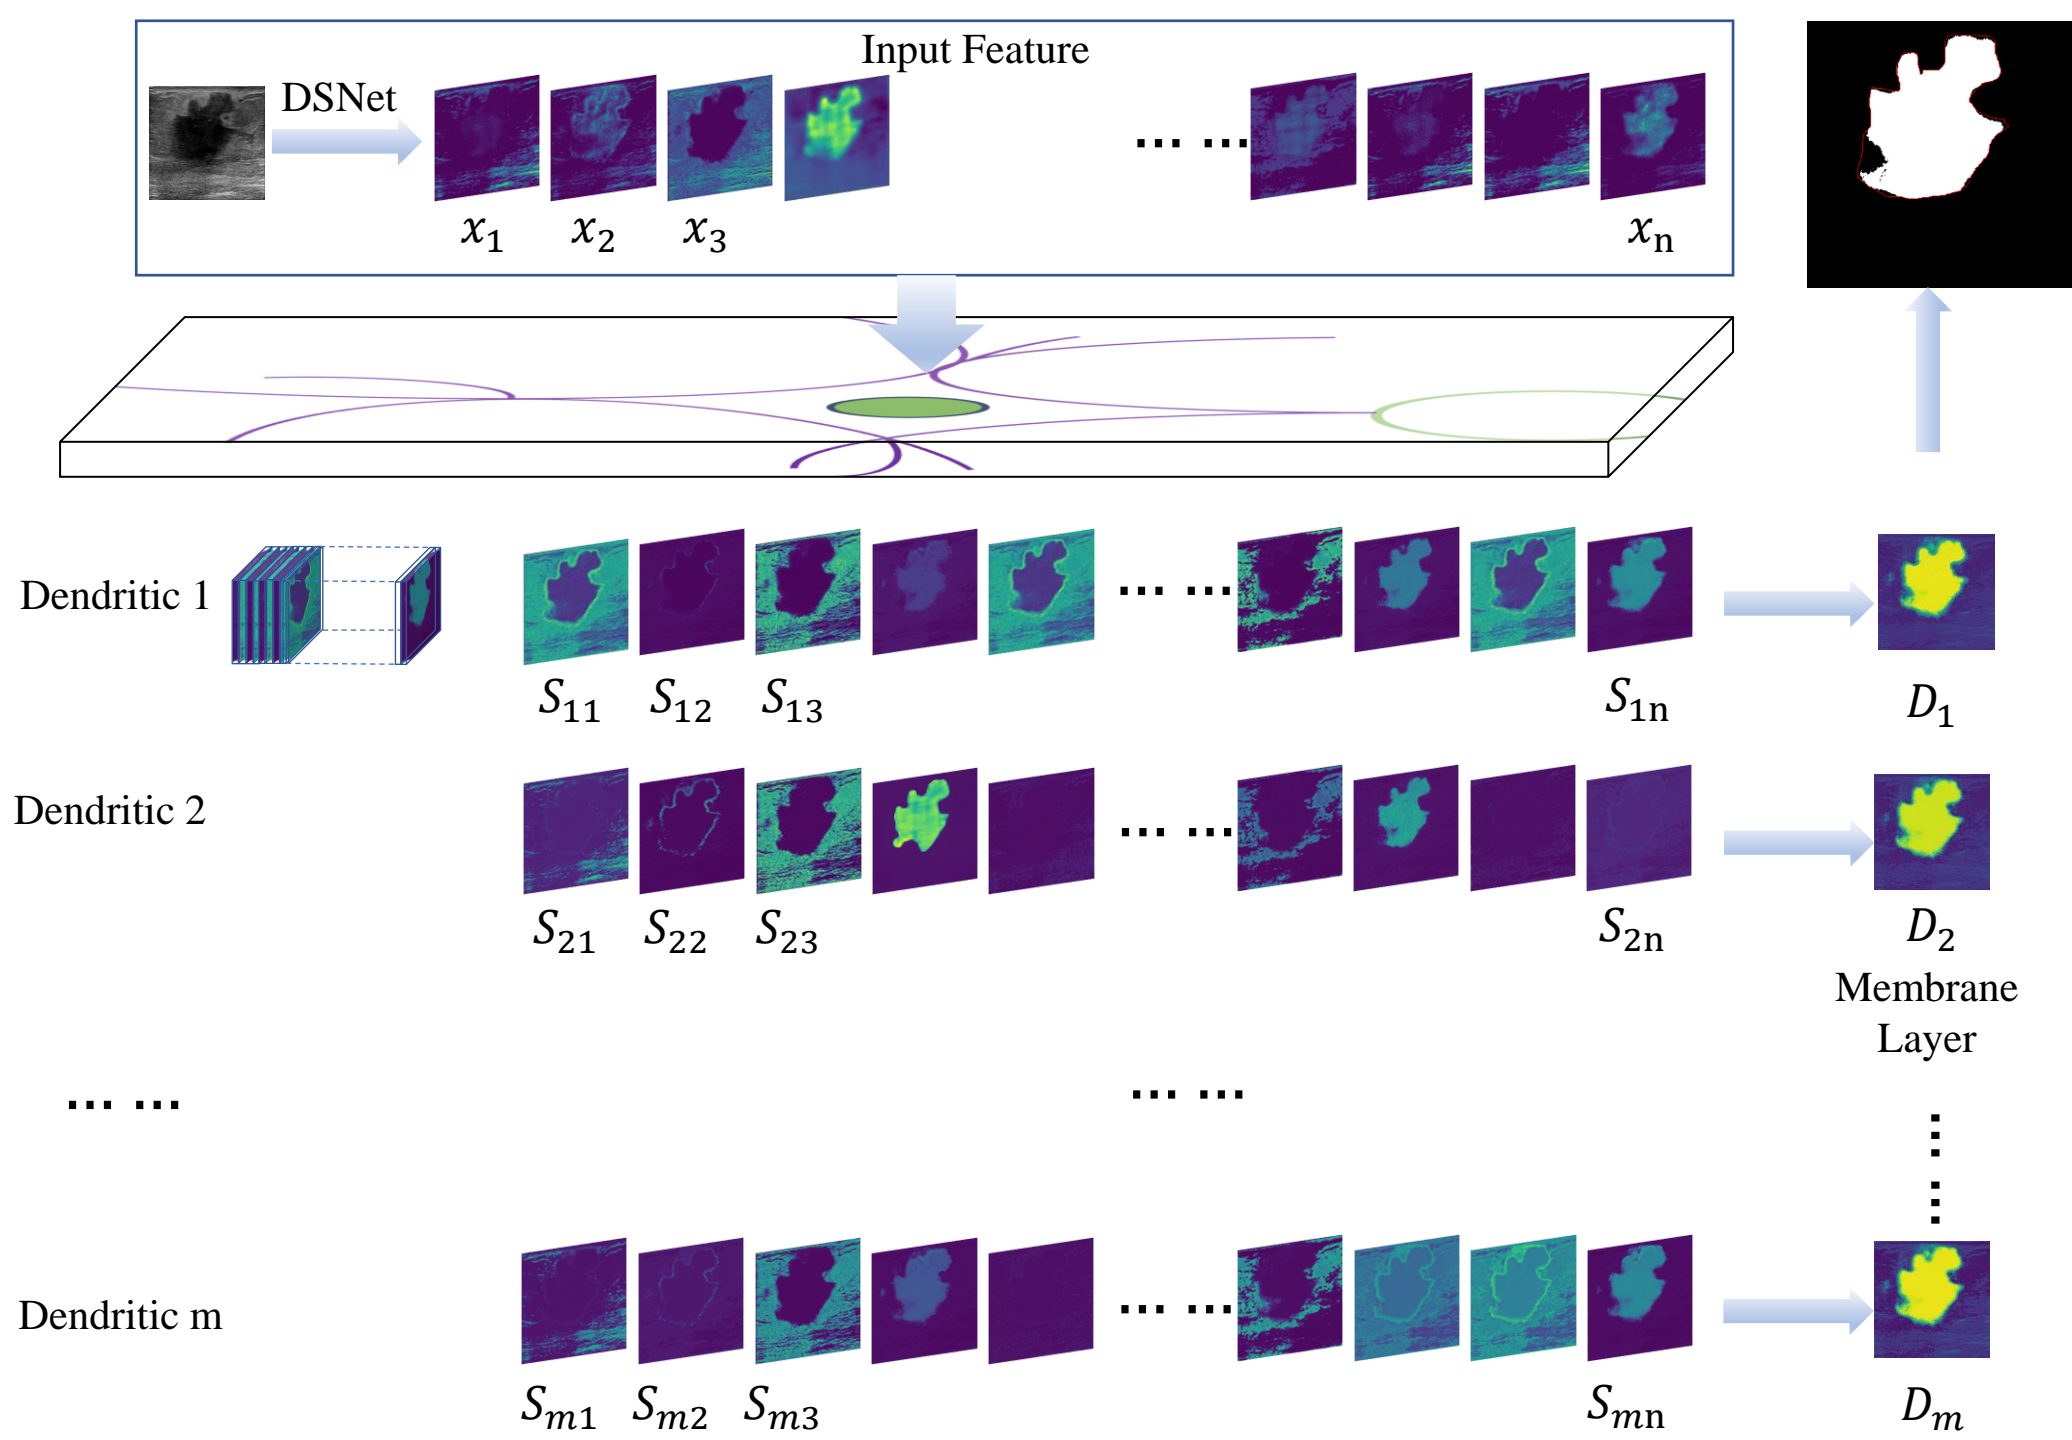 Input Feature
DSNet
... ...
x₁ x₂ x₃ xₙ
Dendritic 1
... ...
S₁₁ S₁₂ S₁₃ S₁ₙ D₁
Dendritic 2
... ...
S₂₁ S₂₂ S₂₃ S₂ₙ D₂
Membrane
Layer
... ... ... ...
... ...
Dendritic m
... ...
Sₘ₁ Sₘ₂ Sₘ₃ Sₘₙ Dₘ